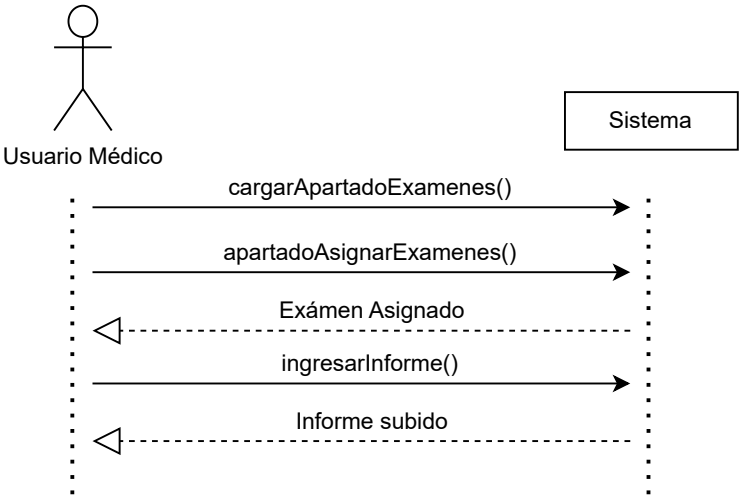 Sistema
Usuario Médico
cargarApartadoExamenes()
apartadoAsignarExamenes()
Exámen Asignado
ingresarInforme()
Informe subido